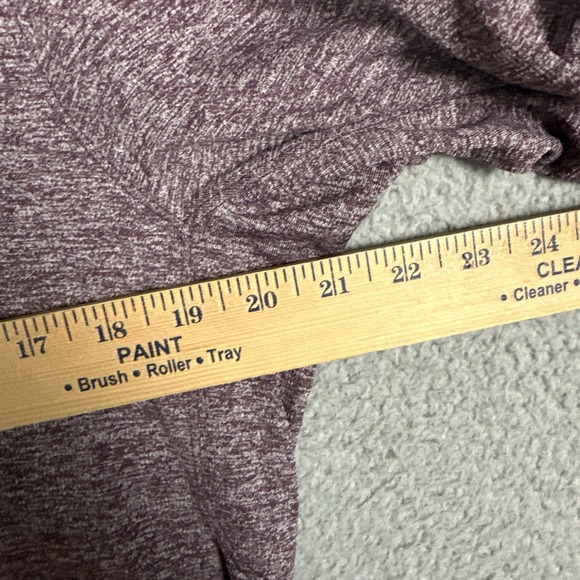 17 18 19 20 21 22 23 24
PAINT
• Brush • Roller • Tray
CLEA
• Cleaner •